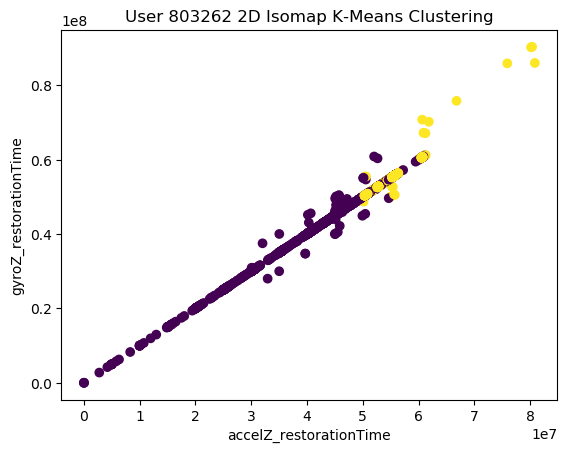 User 803262 2D Isomap K-Means Clustering
1e8
0.8
0.6
0.4
0.2
0.0
gyroZ_restorationTime
0 1 2 3 4 5 6 7 8
1e7
accelZ_restorationTime